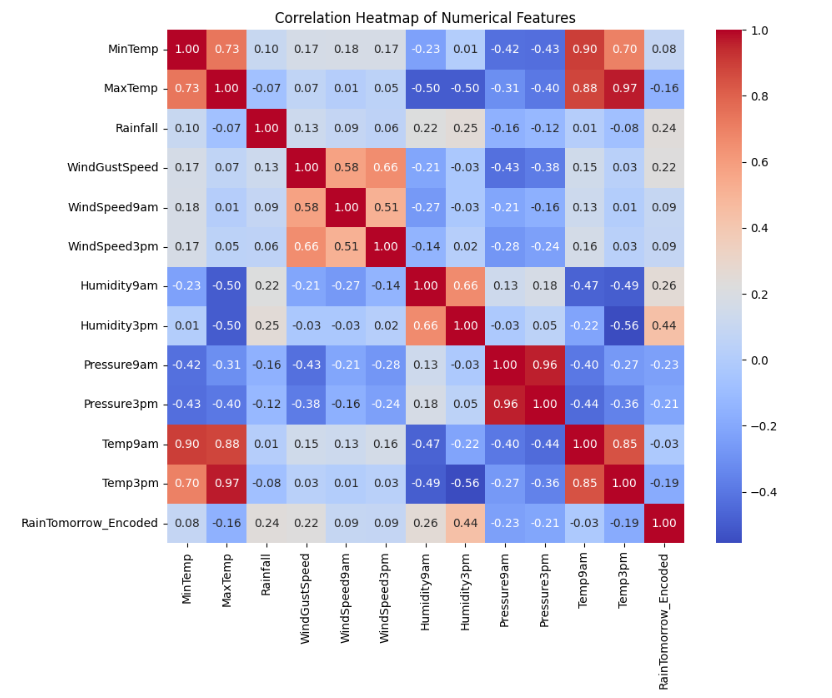 Correlation Heatmap of Numerical Features
MinTemp 1.00 0.73 0.10 0.17 0.18 0.17 -0.23 0.01 -0.42 -0.43 0.90 0.70 0.08
MaxTemp 0.73 1.00 -0.07 0.07 0.01 0.05 -0.50 -0.50 -0.31 -0.40 0.88 0.97 -0.16
Rainfall 0.10 -0.07 1.00 0.13 0.09 0.06 0.22 0.25 -0.16 -0.12 0.01 -0.08 0.24
WindGustSpeed 0.17 0.07 0.13 1.00 0.58 0.66 -0.21 -0.03 -0.43 -0.38 0.15 0.03 0.22
WindSpeed9am 0.18 0.01 0.09 0.58 1.00 0.51 -0.27 -0.03 -0.21 -0.16 0.13 0.01 0.09
WindSpeed3pm 0.17 0.05 0.06 0.66 0.51 1.00 -0.14 0.02 -0.28 -0.24 0.16 0.03 0.09
Humidity9am -0.23 -0.50 0.22 -0.21 -0.27 -0.14 1.00 0.66 0.13 0.18 -0.47 -0.49 0.26
Humidity3pm 0.01 -0.50 0.25 -0.03 -0.03 0.02 0.66 1.00 -0.03 0.05 -0.22 -0.56 0.44
Pressure9am -0.42 -0.31 -0.16 -0.43 -0.21 -0.28 0.13 -0.03 1.00 0.96 -0.40 -0.27 -0.23
Pressure3pm -0.43 -0.40 -0.12 -0.38 -0.16 -0.24 0.18 0.05 0.96 1.00 -0.44 -0.36 -0.21
Temp9am 0.90 0.88 0.01 0.15 0.13 0.16 -0.47 -0.22 -0.40 -0.44 1.00 0.85 -0.03
Temp3pm 0.70 0.97 -0.08 0.03 0.01 0.03 -0.49 -0.56 -0.27 -0.36 0.85 1.00 -0.19
RainTomorrow_Encoded 0.08 -0.16 0.24 0.22 0.09 0.09 0.26 0.44 -0.23 -0.21 -0.03 -0.19 1.00
MinTemp
MaxTemp
Rainfall
WindGustSpeed
WindSpeed9am
WindSpeed3pm
Humidity9am
Humidity3pm
Pressure9am
Pressure3pm
Temp9am
Temp3pm
RainTomorrow_Encoded
1.0
0.8
0.6
0.4
0.2
0.0
−0.2
−0.4